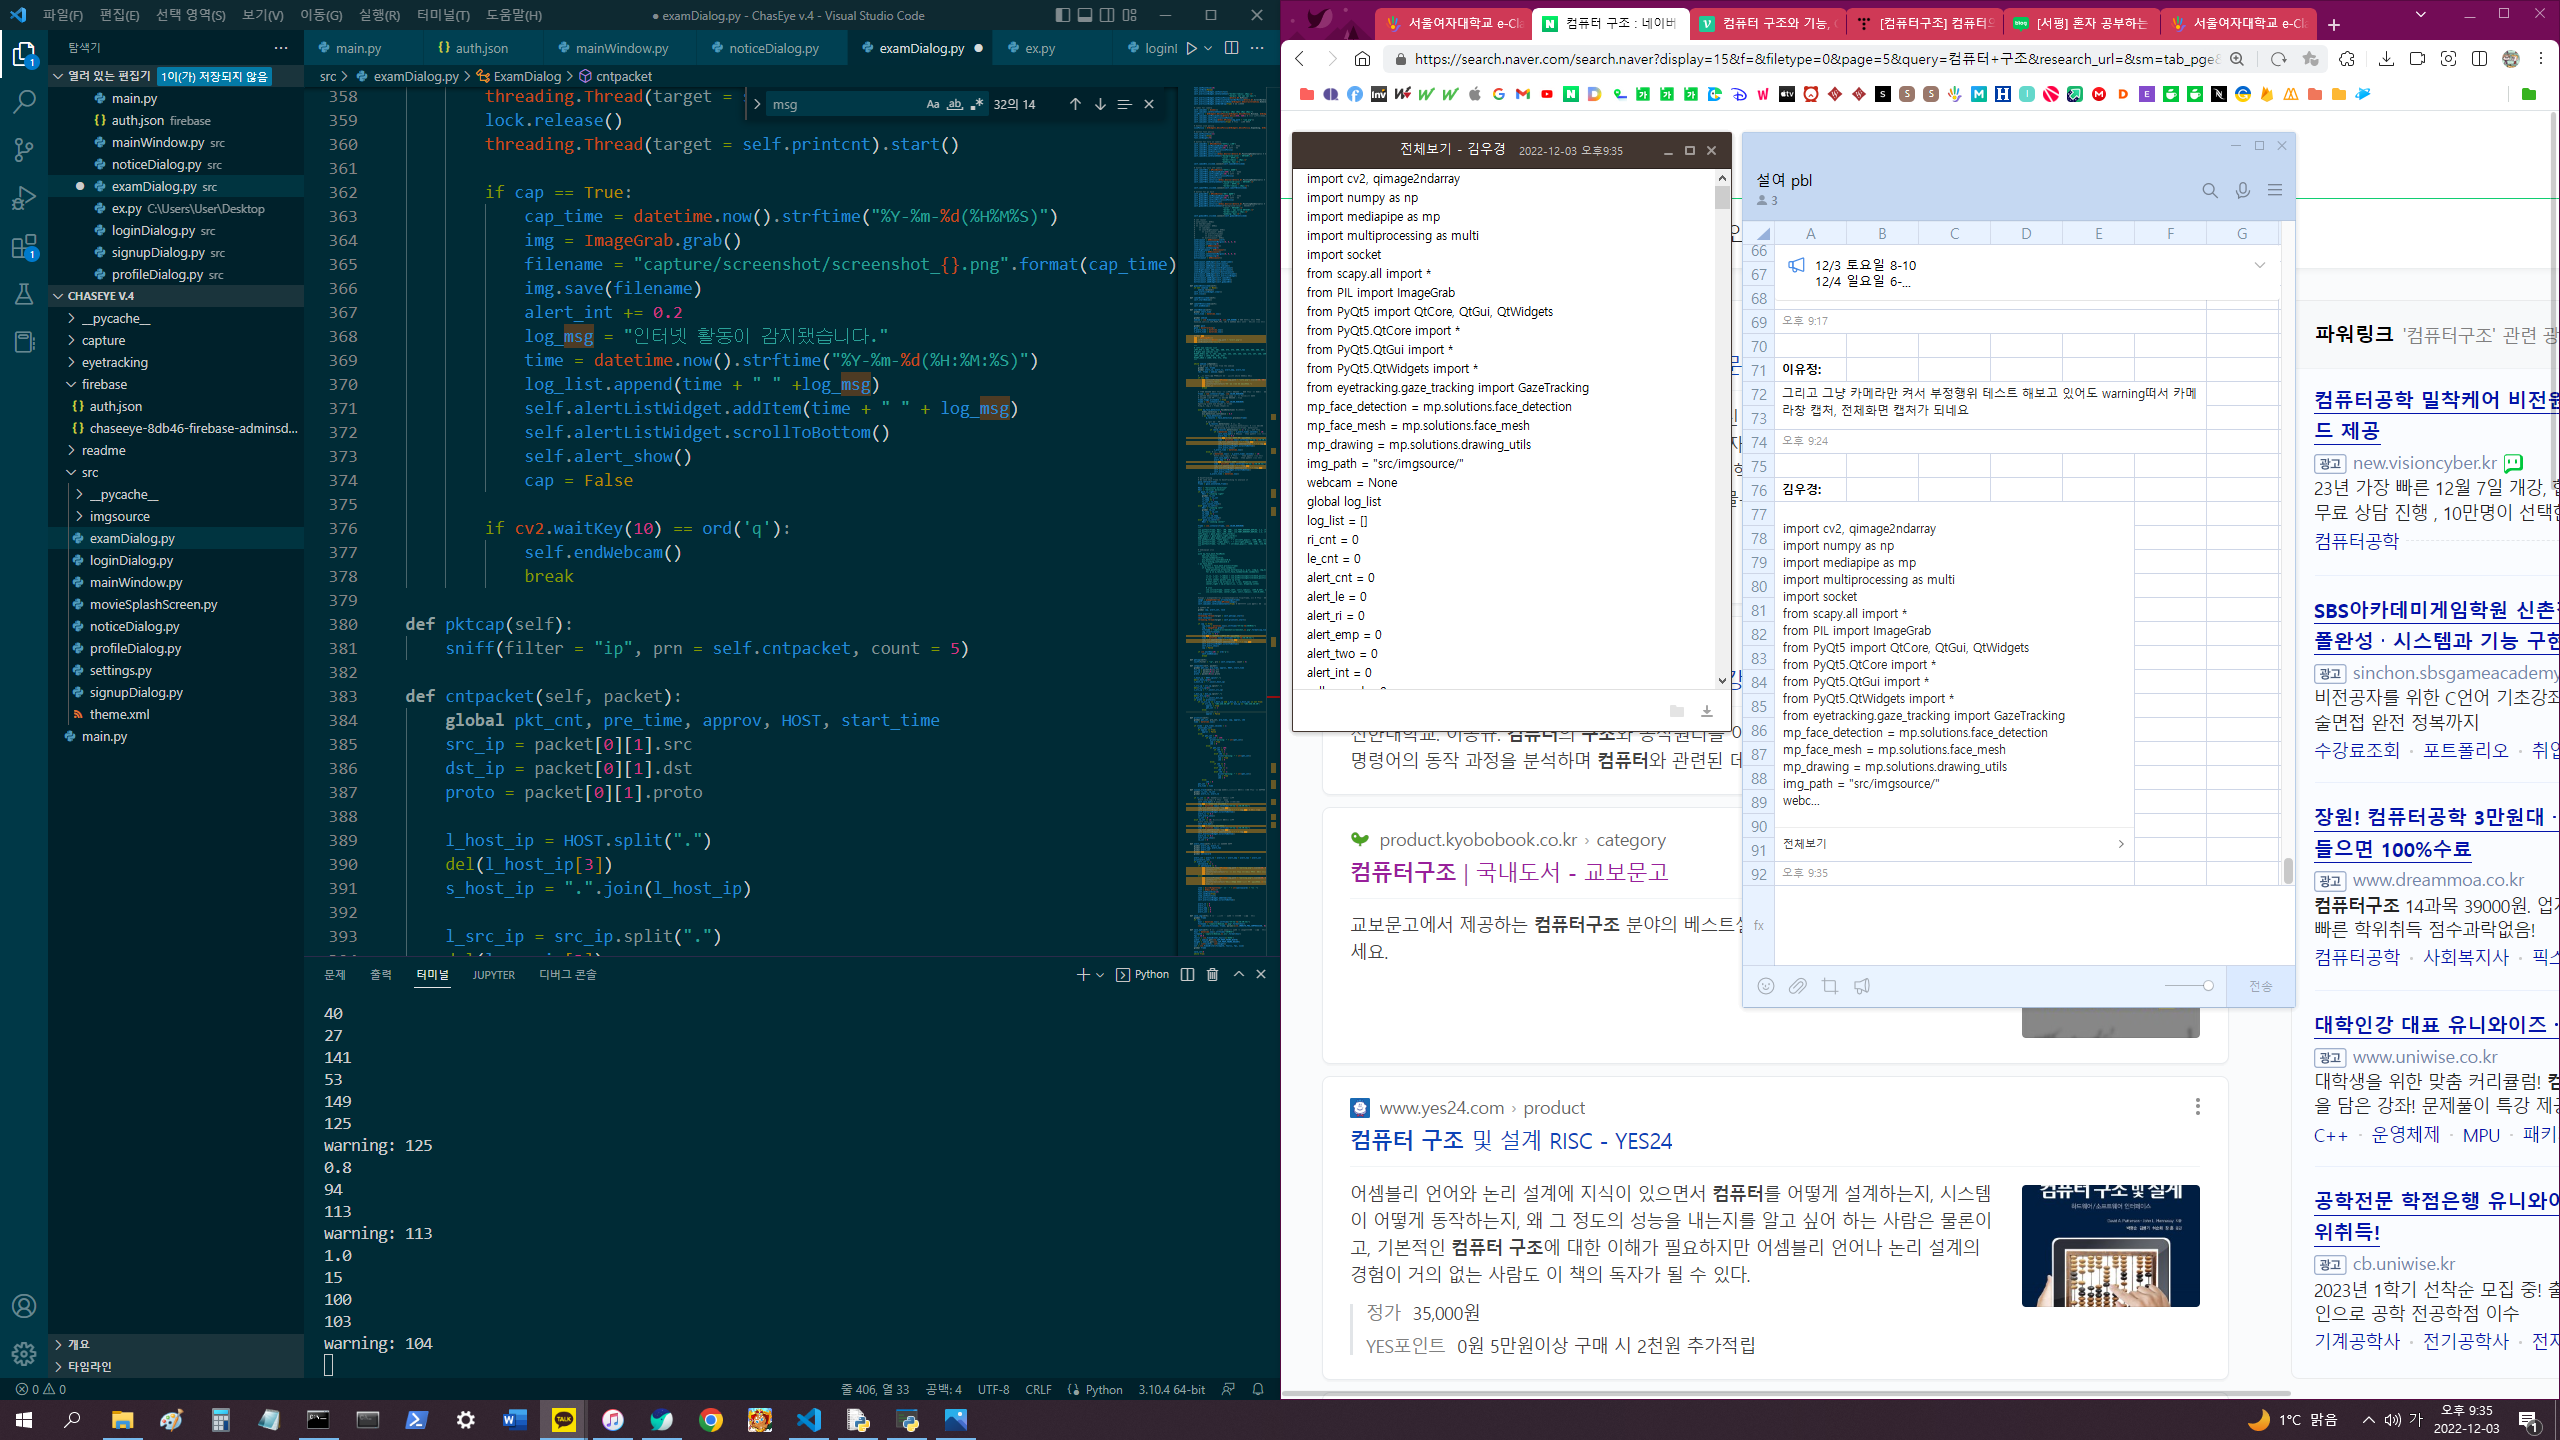 파일(F) 편집(E) 선택 영역(S) 보기(V) 이동(G) 실행(R) 터미널(T) 도움말(H)
● examDialog.py - ChasEye v.4 - Visual Studio Code
탐색기
열려 있는 편집기 1이(가) 저장되지 않음
main.py
auth.json firebase
mainWindow.py src
noticeDialog.py src
examDialog.py src
ex.py C:\Users\User\Desktop
loginDialog.py src
signupDialog.py src
profileDialog.py src
CHASEYE V.4
__pycache__
capture
eyetracking
firebase
auth.json
chaseeye-8db46-firebase-adminsd...
readme
src
__pycache__
imgsource
examDialog.py
loginDialog.py
mainWindow.py
movieSplashScreen.py
noticeDialog.py
profileDialog.py
settings.py
signupDialog.py
theme.xml
main.py
개요
타임라인
main.py auth.json mainWindow.py noticeDialog.py examDialog.py ex.py loginI
src > examDialog.py > ExamDialog > cntpacket
msg 32의 14
358 threading.Thread(target =
359 lock.release()
360 threading.Thread(target = self.printcnt).start()
361
362 if cap == True:
363 cap_time = datetime.now().strftime("%Y-%m-%d(%H%M%S)")
364 img = ImageGrab.grab()
365 filename = "capture/screenshot/screenshot_{}.png".format(cap_time)
366 img.save(filename)
367 alert_int += 0.2
368 log_msg = "인터넷 활동이 감지됐습니다."
369 time = datetime.now().strftime("%Y-%m-%d(%H:%M:%S)")
370 log_list.append(time + " " +log_msg)
371 self.alertListWidget.addItem(time + " " + log_msg)
372 self.alertListWidget.scrollToBottom()
373 self.alert_show()
374 cap = False
375
376 if cv2.waitKey(10) == ord('q'):
377 self.endWebcam()
378 break
379
380 def pktcap(self):
381 sniff(filter = "ip", prn = self.cntpacket, count = 5)
382
383 def cntpacket(self, packet):
384 global pkt_cnt, pre_time, approv, HOST, start_time
385 src_ip = packet[0][1].src
386 dst_ip = packet[0][1].dst
387 proto = packet[0][1].proto
388
389 l_host_ip = HOST.split(".")
390 del(l_host_ip[3])
391 s_host_ip = ".".join(l_host_ip)
392
393 l_src_ip = src_ip.split(".")
문제 출력 터미널 JUPYTER 디버그 콘솔 Python
40
27
141
53
149
125
warning: 125
0.8
94
113
warning: 113
1.0
15
100
103
warning: 104
0 0 줄 406, 열 33 공백: 4 UTF-8 CRLF Python 3.10.4 64-bit
서울여자대학교 e-Cla 컴퓨터 구조 : 네이버 컴퓨터 구조와 기능, [컴퓨터구조] 컴퓨터의 [서평] 혼자 공부하는 서울여자대학교 e-Cla
https://search.naver.com/search.naver?display=15&f=&filetype=0&page=5&query=컴퓨터+구조&research_url=&sm=tab_pge&
전체보기 - 김우경 2022-12-03 오후9:35
import cv2, qimage2ndarray
import numpy as np
import mediapipe as mp
import multiprocessing as multi
import socket
from scapy.all import *
from PIL import ImageGrab
from PyQt5 import QtCore, QtGui, QtWidgets
from PyQt5.QtCore import *
from PyQt5.QtGui import *
from PyQt5.QtWidgets import *
from eyetracking.gaze_tracking import GazeTracking
mp_face_detection = mp.solutions.face_detection
mp_face_mesh = mp.solutions.face_mesh
mp_drawing = mp.solutions.drawing_utils
img_path = "src/imgsource/"
webcam = None
global log_list
log_list = []
ri_cnt = 0
le_cnt = 0
alert_cnt = 0
alert_le = 0
alert_ri = 0
alert_emp = 0
alert_two = 0
alert_int = 0
설여 pbl
3
A B C D E F G
66
67
68
69
70
71
72
73
74
75
76
77
78
79
80
81
82
83
84
85
86
87
88
89
90
91
92
12/3 토요일 8-10
12/4 일요일 6-...
오후 9:17
이유정:
그리고 그냥 카메라만 켜서 부정행위 테스트 해보고 있어도 warning떠서 카메
라창 캡처, 전체화면 캡처가 되네요
오후 9:24
김우경:
import cv2, qimage2ndarray
import numpy as np
import mediapipe as mp
import multiprocessing as multi
import socket
from scapy.all import *
from PIL import ImageGrab
from PyQt5 import QtCore, QtGui, QtWidgets
from PyQt5.QtCore import *
from PyQt5.QtGui import *
from PyQt5.QtWidgets import *
from eyetracking.gaze_tracking import GazeTracking
mp_face_detection = mp.solutions.face_detection
mp_face_mesh = mp.solutions.face_mesh
mp_drawing = mp.solutions.drawing_utils
img_path = "src/imgsource/"
webc...
전체보기
오후 9:35
fx
전송
명령어의 동작 과정을 분석하며 컴퓨터와 관련된 데
product.kyobobook.co.kr › category
컴퓨터구조 | 국내도서 - 교보문고
교보문고에서 제공하는 컴퓨터구조 분야의 베스트
세요.
www.yes24.com › product
컴퓨터 구조 및 설계 RISC - YES24
어셈블리 언어와 논리 설계에 지식이 있으면서 컴퓨터를 어떻게 설계하는지, 시스템
이 어떻게 동작하는지, 왜 그 정도의 성능을 내는지를 알고 싶어 하는 사람은 물론이
고, 기본적인 컴퓨터 구조에 대한 이해가 필요하지만 어셈블리 언어나 논리 설계의
경험이 거의 없는 사람도 이 책의 독자가 될 수 있다.
정가 35,000원
YES포인트 0원 5만원이상 구매 시 2천원 추가적립
컴퓨터 구조 및 설계
파워링크 '컴퓨터구조' 관련 광
컴퓨터공학 밀착케어 비전원
드 제공
광고 new.visioncyber.kr
23년 가장 빠른 12월 7일 개강,
무료 상담 진행 , 10만명이 선택한
컴퓨터공학
SBS아카데미게임학원 신촌
폴완성 · 시스템과 기능 구현
광고 sinchon.sbsgameacademy
비전공자를 위한 C언어 기초강좌
술면접 완전 정복까지
수강료조회 · 포트폴리오 · 취업
장원! 컴퓨터공학 3만원대 ·
들으면 100%수료
광고 www.dreammoa.co.kr
컴퓨터구조 14과목 39000원. 업
빠른 학위취득 점수과락없음!
컴퓨터공학 · 사회복지사 · 픽스
대학인강 대표 유니와이즈 ·
광고 www.uniwise.co.kr
대학생을 위한 맞춤 커리큘럼! 컴
을 담은 강좌! 문제풀이 특강 제공
C++ · 운영체제 · MPU · 패키
공학전문 학점은행 유니와이
위취득!
광고 cb.uniwise.kr
2023년 1학기 선착순 모집 중! 출
인으로 공학 전공학점 이수
기계공학사 · 전기공학사 · 전자
1°C 맑음 가 오후 9:35
2022-12-03